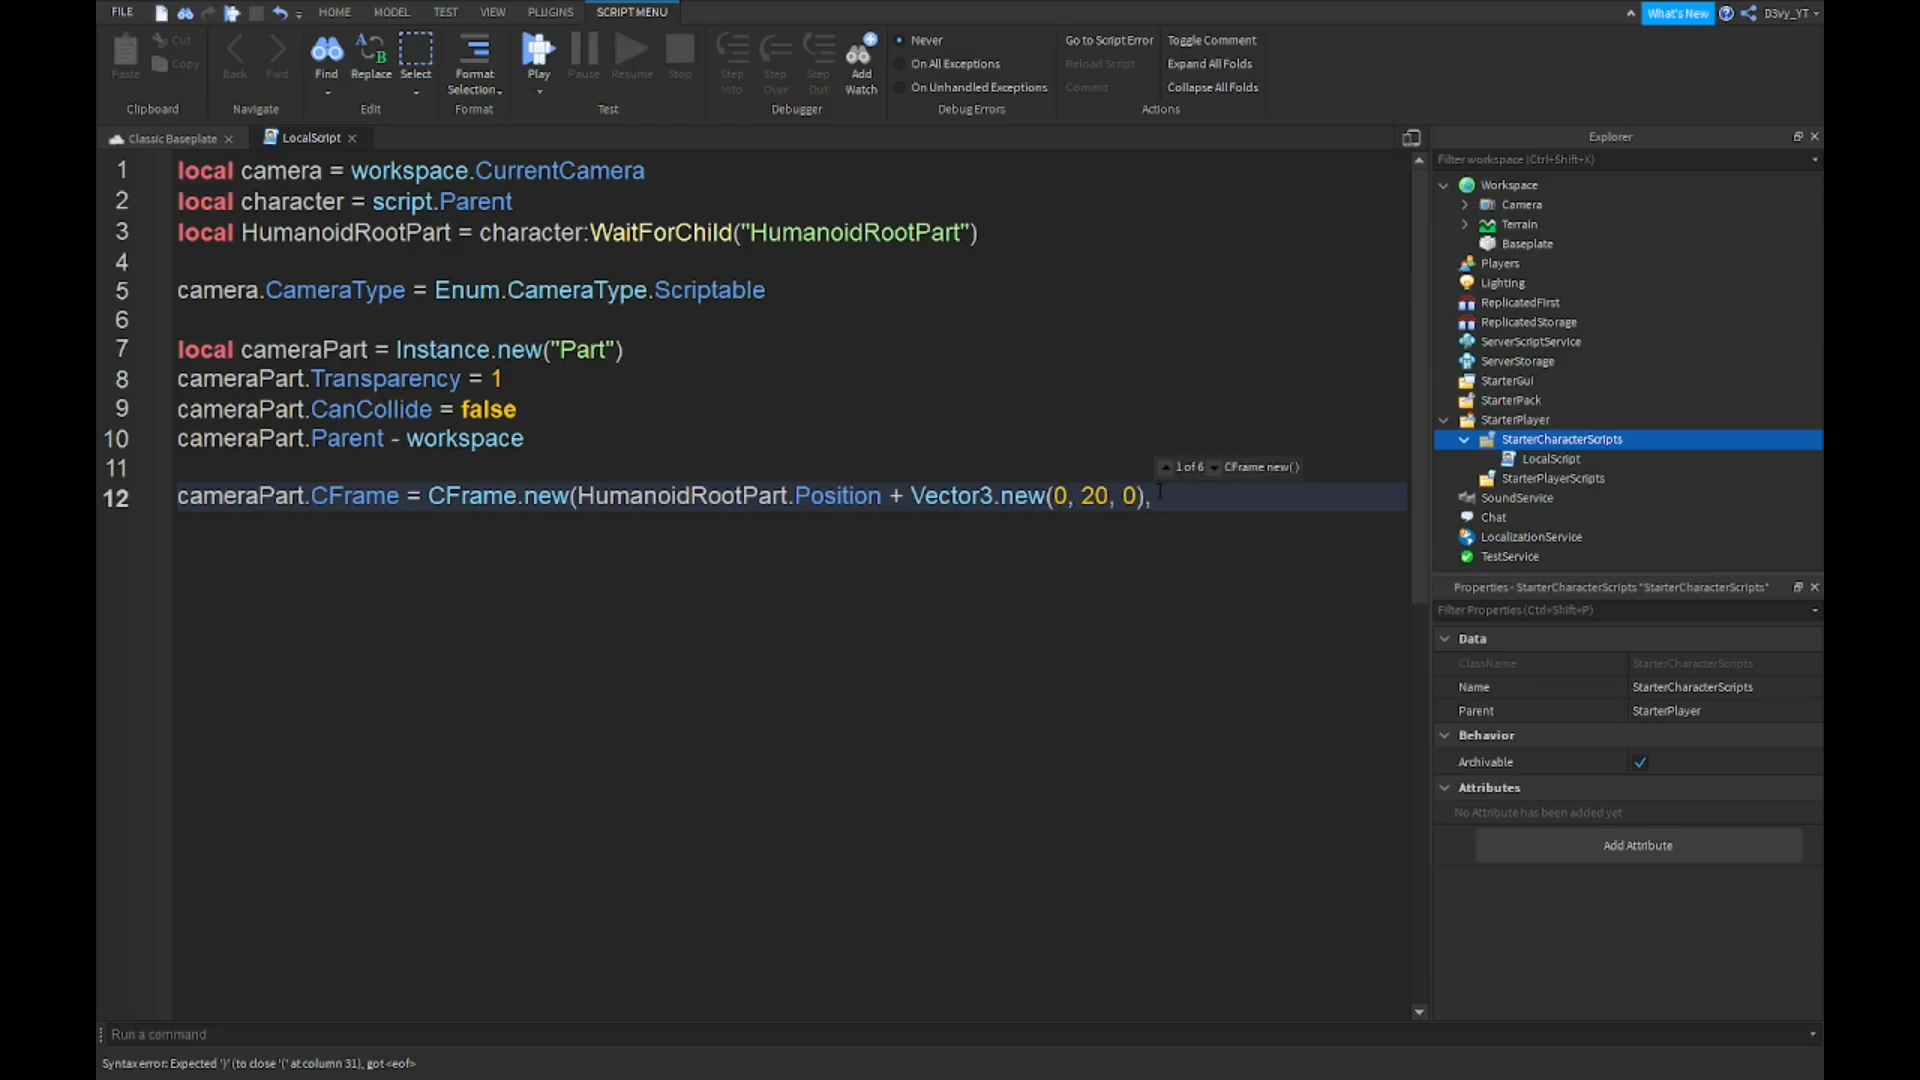 FILE HOME MODEL TEST VIEW PLUGINS SCRIPT MENU What's New D3vy_YT
Paste Cut Copy Back Fwd Find Replace Select Format Selection Play Pause Resume Stop Step Into Step Over Step Out Add Watch
Never
On All Exceptions
On Unhandled Exceptions
Go to Script Error
Reload Script
Commit
Toggle Comment
Expand All Folds
Collapse All Folds
Clipboard Navigate Edit Format Test Debugger Debug Errors Actions
Classic Baseplate LocalScript
1 local camera = workspace.CurrentCamera
2 local character = script.Parent
3 local HumanoidRootPart = character:WaitForChild("HumanoidRootPart")
4
5 camera.CameraType = Enum.CameraType.Scriptable
6
7 local cameraPart = Instance.new("Part")
8 cameraPart.Transparency = 1
9 cameraPart.CanCollide = false
10 cameraPart.Parent - workspace
11
1 of 6 CFrame new()
12 cameraPart.CFrame = CFrame.new(HumanoidRootPart.Position + Vector3.new(0, 20, 0),
Explorer
Filter workspace (Ctrl+Shift+X)
Workspace
Camera
Terrain
Baseplate
Players
Lighting
ReplicatedFirst
ReplicatedStorage
ServerScriptService
ServerStorage
StarterGui
StarterPack
StarterPlayer
StarterCharacterScripts
LocalScript
StarterPlayerScripts
SoundService
Chat
LocalizationService
TestService
Properties - StarterCharacterScripts "StarterCharacterScripts"
Filter Properties (Ctrl+Shift+P)
Data
ClassName StarterCharacterScripts
Name StarterCharacterScripts
Parent StarterPlayer
Behavior
Archivable
Attributes
No Attribute has been added yet
Add Attribute
Run a command
Syntax error: Expected ')' (to close '(' at column 31), got <eof>